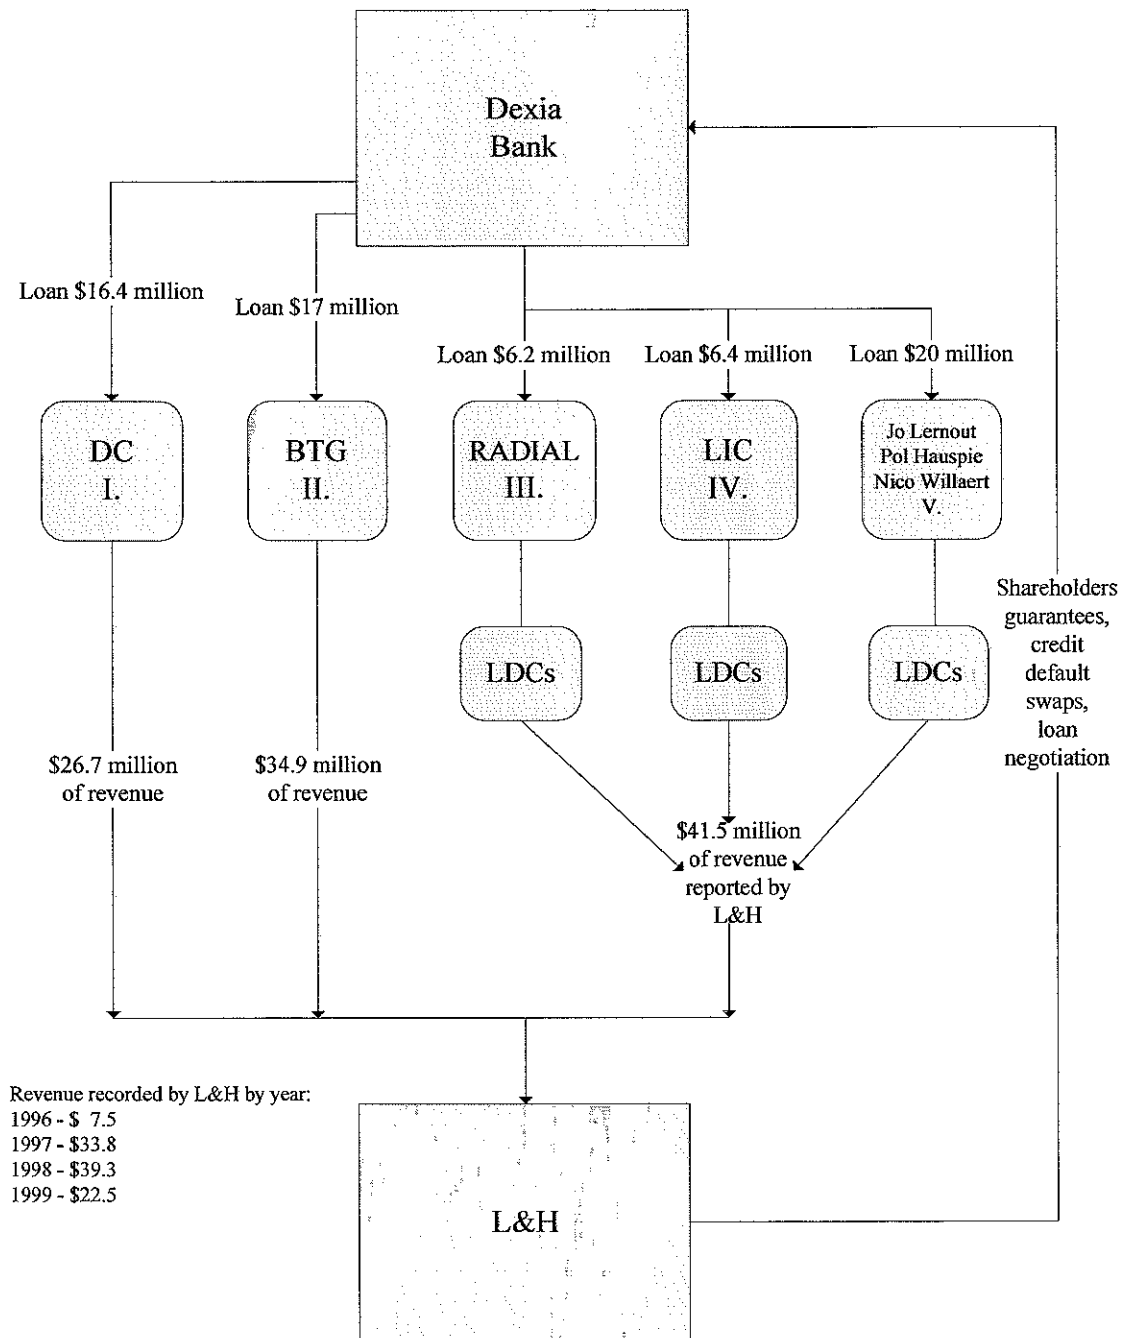 Dexia
Bank
Loan $16.4 million
Loan $17 million
Loan $6.2 million
Loan $6.4 million
Loan $20 million
DC
I.
BTG
II.
RADIAL
III.
LIC
IV.
Jo Lernout
Pol Hauspie
Nico Willaert
V.
LDCs
LDCs
LDCs
Shareholders
guarantees,
credit
default
swaps,
loan
negotiation
$26.7 million
of revenue
$34.9 million
of revenue
$41.5 million
of revenue
reported by
L&H
Revenue recorded by L&H by year:
1996 - $ 7.5
1997 - $33.8
1998 - $39.3
1999 - $22.5
L&H